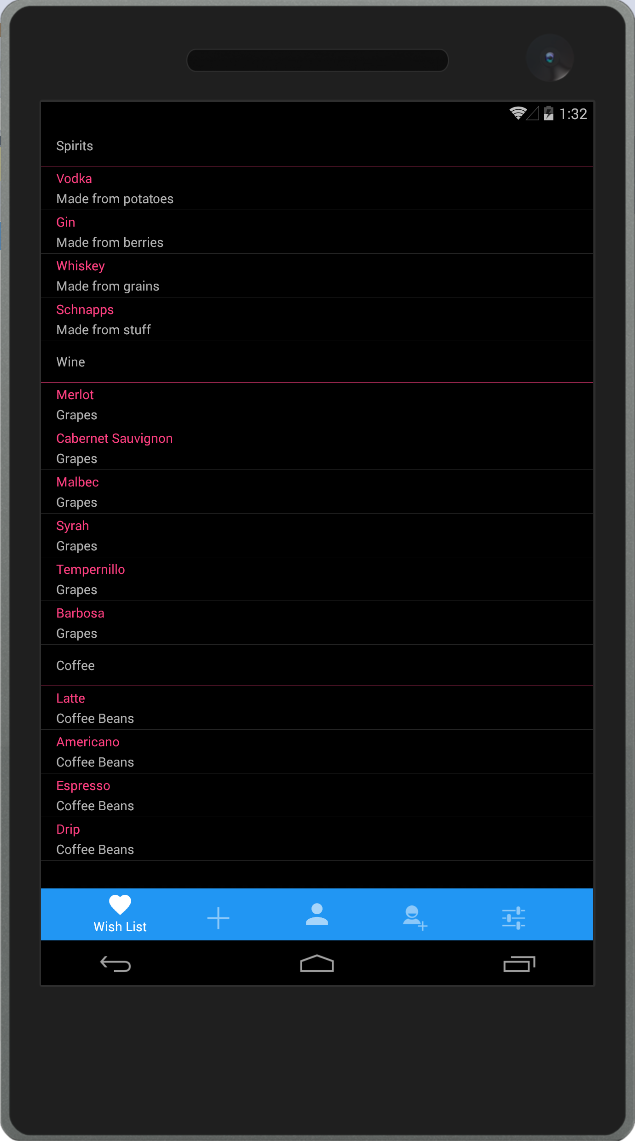 1:32
Spirits
Vodka
Made from potatoes
Gin
Made from berries
Whiskey
Made from grains
Schnapps
Made from stuff
Wine
Merlot
Grapes
Cabernet Sauvignon
Grapes
Malbec
Grapes
Syrah
Grapes
Tempernillo
Grapes
Barbosa
Grapes
Coffee
Latte
Coffee Beans
Americano
Coffee Beans
Espresso
Coffee Beans
Drip
Coffee Beans
Wish List